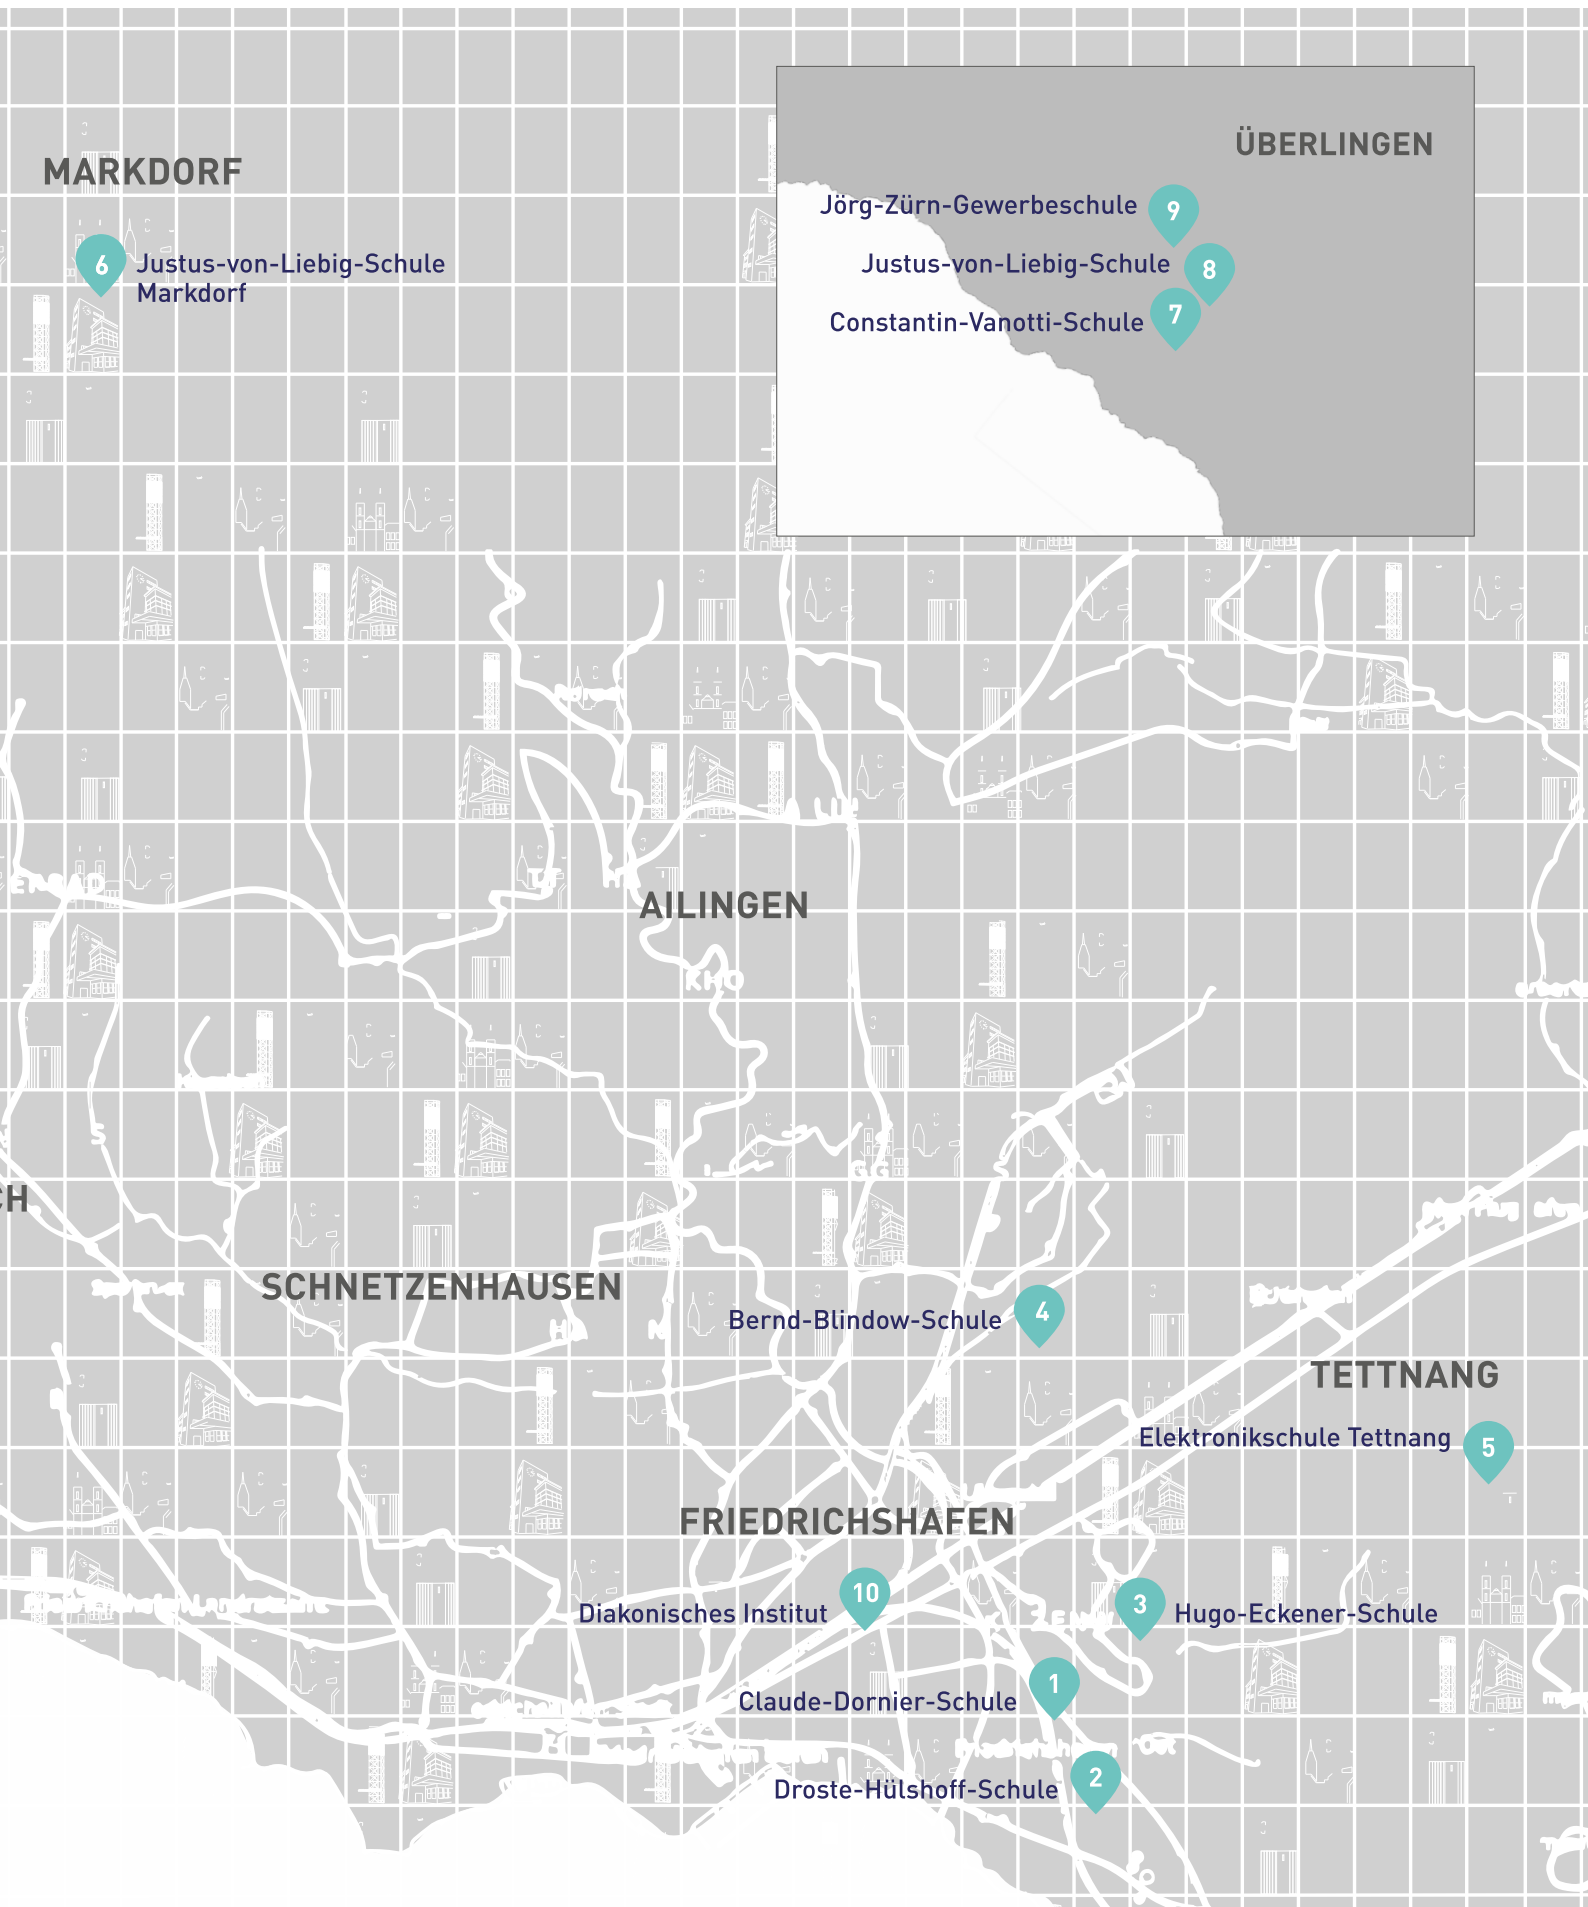 MARKDORF
6
Justus-von-Liebig-Schule
Markdorf
ÜBERLINGEN
Jörg-Zürn-Gewerbeschule
9
Justus-von-Liebig-Schule
8
Constantin-Vanotti-Schule
7
AILINGEN
KHO
CH
SCHNETZENHAUSEN
Bernd-Blindow-Schule
4
TETTNANG
Elektronikschule Tettnang
5
FRIEDRICHSHAFEN
Diakonisches Institut
10
3
Hugo-Eckener-Schule
Claude-Dornier-Schule
1
Droste-Hülshoff-Schule
2